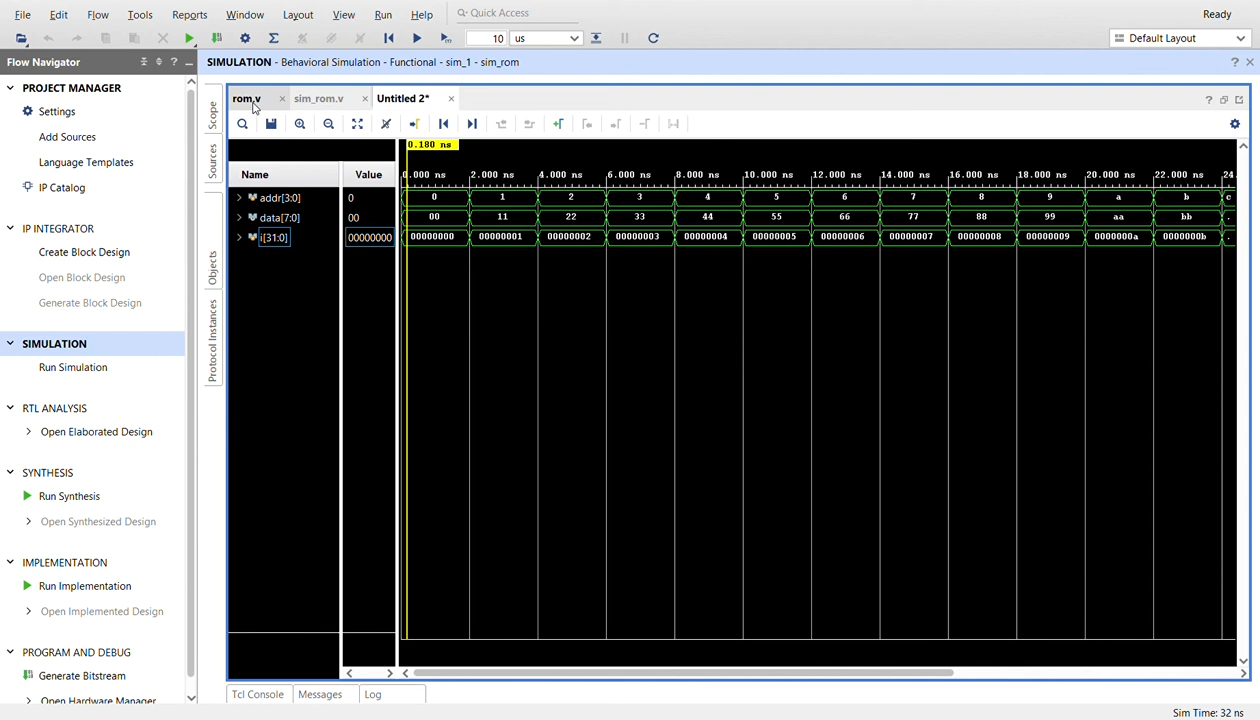 File Edit Flow Tools Reports Window Layout View Run Help Quick Access Ready
10 us Default Layout
Flow Navigator
SIMULATION - Behavioral Simulation - Functional - sim_1 - sim_rom
PROJECT MANAGER
Settings
Add Sources
Language Templates
IP Catalog
IP INTEGRATOR
Create Block Design
Open Block Design
Generate Block Design
SIMULATION
Run Simulation
RTL ANALYSIS
Open Elaborated Design
SYNTHESIS
Run Synthesis
Open Synthesized Design
IMPLEMENTATION
Run Implementation
Open Implemented Design
PROGRAM AND DEBUG
Generate Bitstream
Open Hardware Manager
Scope
Sources
Objects
Protocol Instances
rom.v sim_rom.v Untitled 2*
0.180 ns
Name Value 0.000 ns 2.000 ns 4.000 ns 6.000 ns 8.000 ns 10.000 ns 12.000 ns 14.000 ns 16.000 ns 18.000 ns 20.000 ns 22.000 ns 24.
addr[3:0] 0 0 1 2 3 4 5 6 7 8 9 a b c
data[7:0] 00 00 11 22 33 44 55 66 77 88 99 aa bb .
i[31:0] 00000000 00000000 00000001 00000002 00000003 00000004 00000005 00000006 00000007 00000008 00000009 0000000a 0000000b .
Tcl Console Messages Log
Sim Time: 32 ns